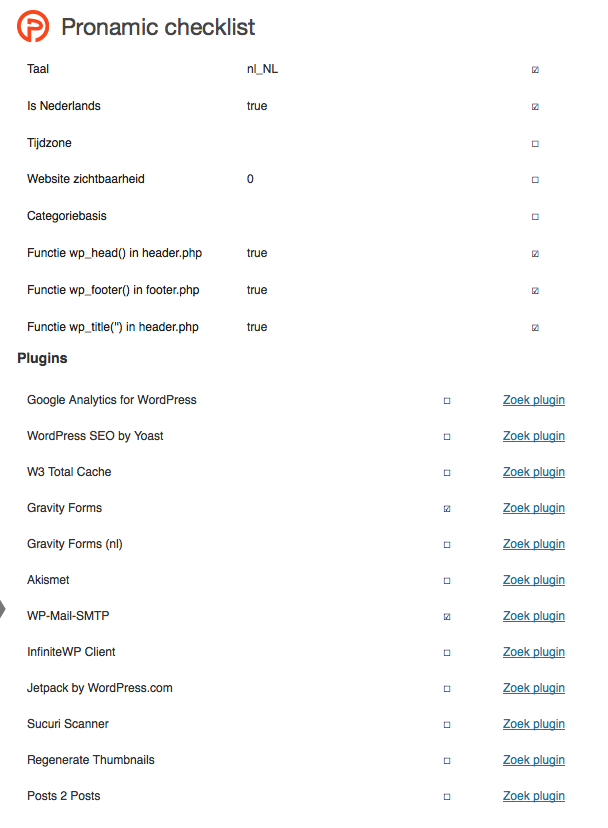 Pronamic checklist
Taal nl_NL ☑
Is Nederlands true ☑
Tijdzone ☐
Website zichtbaarheid 0 ☐
Categoriebasis ☐
Functie wp_head() in header.php true ☑
Functie wp_footer() in footer.php true ☑
Functie wp_title('') in header.php true ☑
Plugins
Google Analytics for WordPress ☐ Zoek plugin
WordPress SEO by Yoast ☐ Zoek plugin
W3 Total Cache ☐ Zoek plugin
Gravity Forms ☑ Zoek plugin
Gravity Forms (nl) ☐ Zoek plugin
Akismet ☐ Zoek plugin
WP-Mail-SMTP ☑ Zoek plugin
InfiniteWP Client ☐ Zoek plugin
Jetpack by WordPress.com ☐ Zoek plugin
Sucuri Scanner ☐ Zoek plugin
Regenerate Thumbnails ☐ Zoek plugin
Posts 2 Posts ☐ Zoek plugin